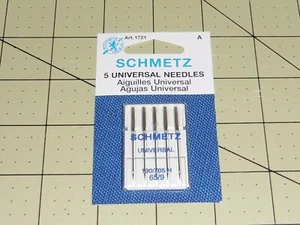 Art. 1721
A
SCHMETZ
5 UNIVERSAL NEEDLES
Aiguilles Universal
Agujas Universal
SCHMETZ
UNIVERSAL
130/705 H
65/9